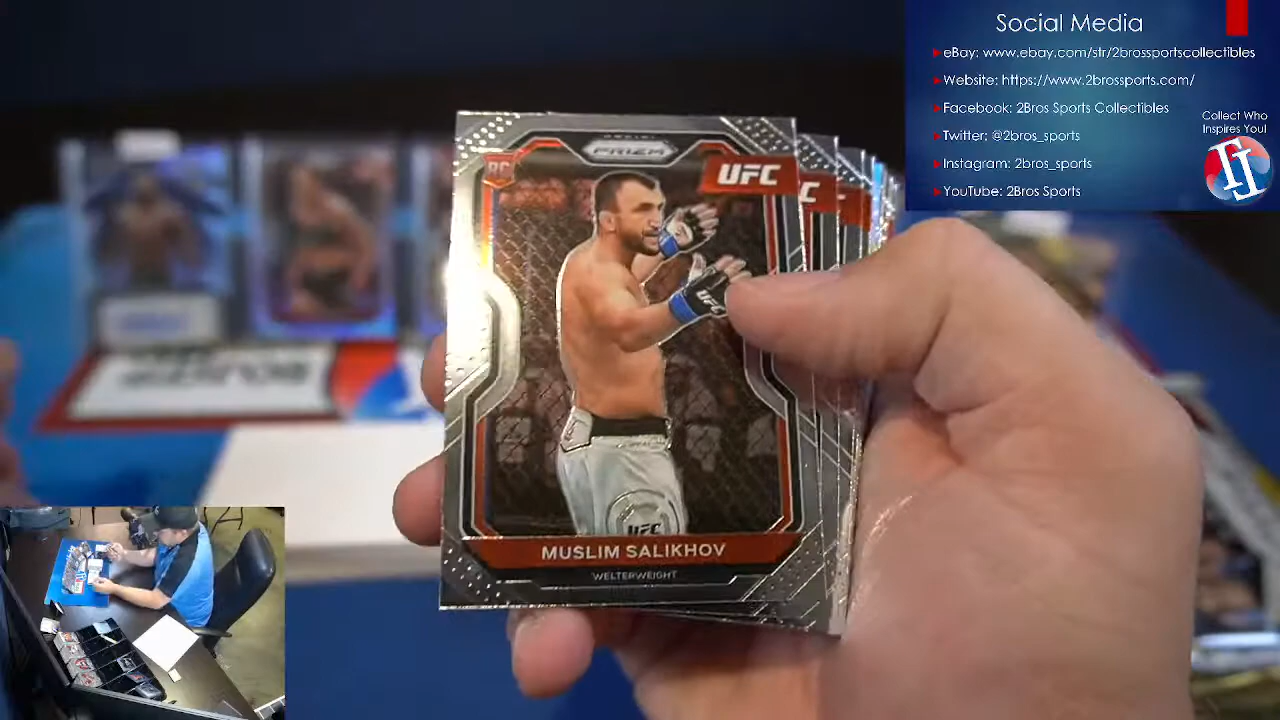 Social Media
eBay: www.ebay.com/str/2brossportscollectibles
Website: https://www.2brossports.com/
Facebook: 2Bros Sports Collectibles
Twitter: @2bros_sports
Instagram: 2bros_sports
YouTube: 2Bros Sports
Collect Who
Inspires You!
PRIZM
RC
UFC
UFC
UFC
MUSLIM SALIKHOV
WELTERWEIGHT